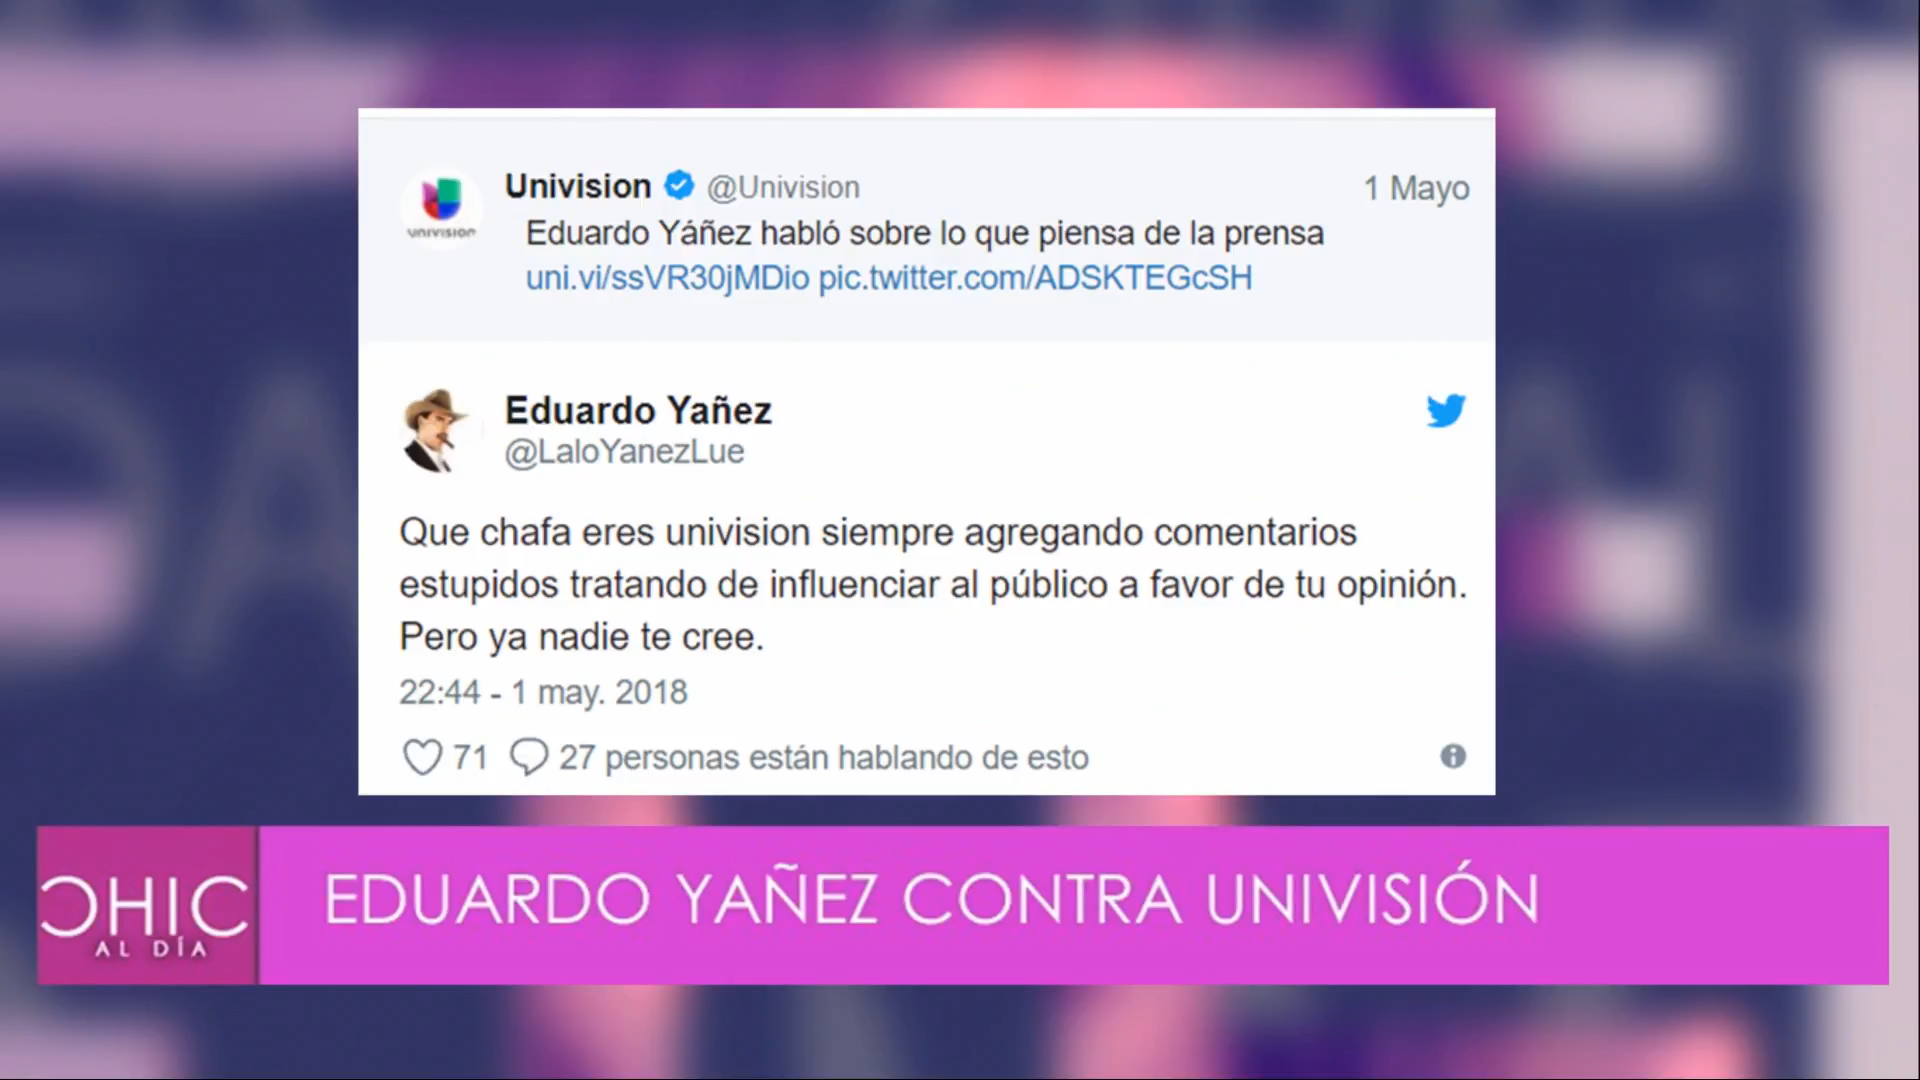 Univision @Univision 1 Mayo
Eduardo Yáñez habló sobre lo que piensa de la prensa
uni.vi/ssVR30jMDio pic.twitter.com/ADSKTEGcSH
UNIVISION
Eduardo Yañez
@LaloYanezLue
Que chafa eres univision siempre agregando comentarios
estupidos tratando de influenciar al público a favor de tu opinión.
Pero ya nadie te cree.
22:44 - 1 may. 2018
71 27 personas están hablando de esto
CHIC
AL DÍA
EDUARDO YAÑEZ CONTRA UNIVISIÓN